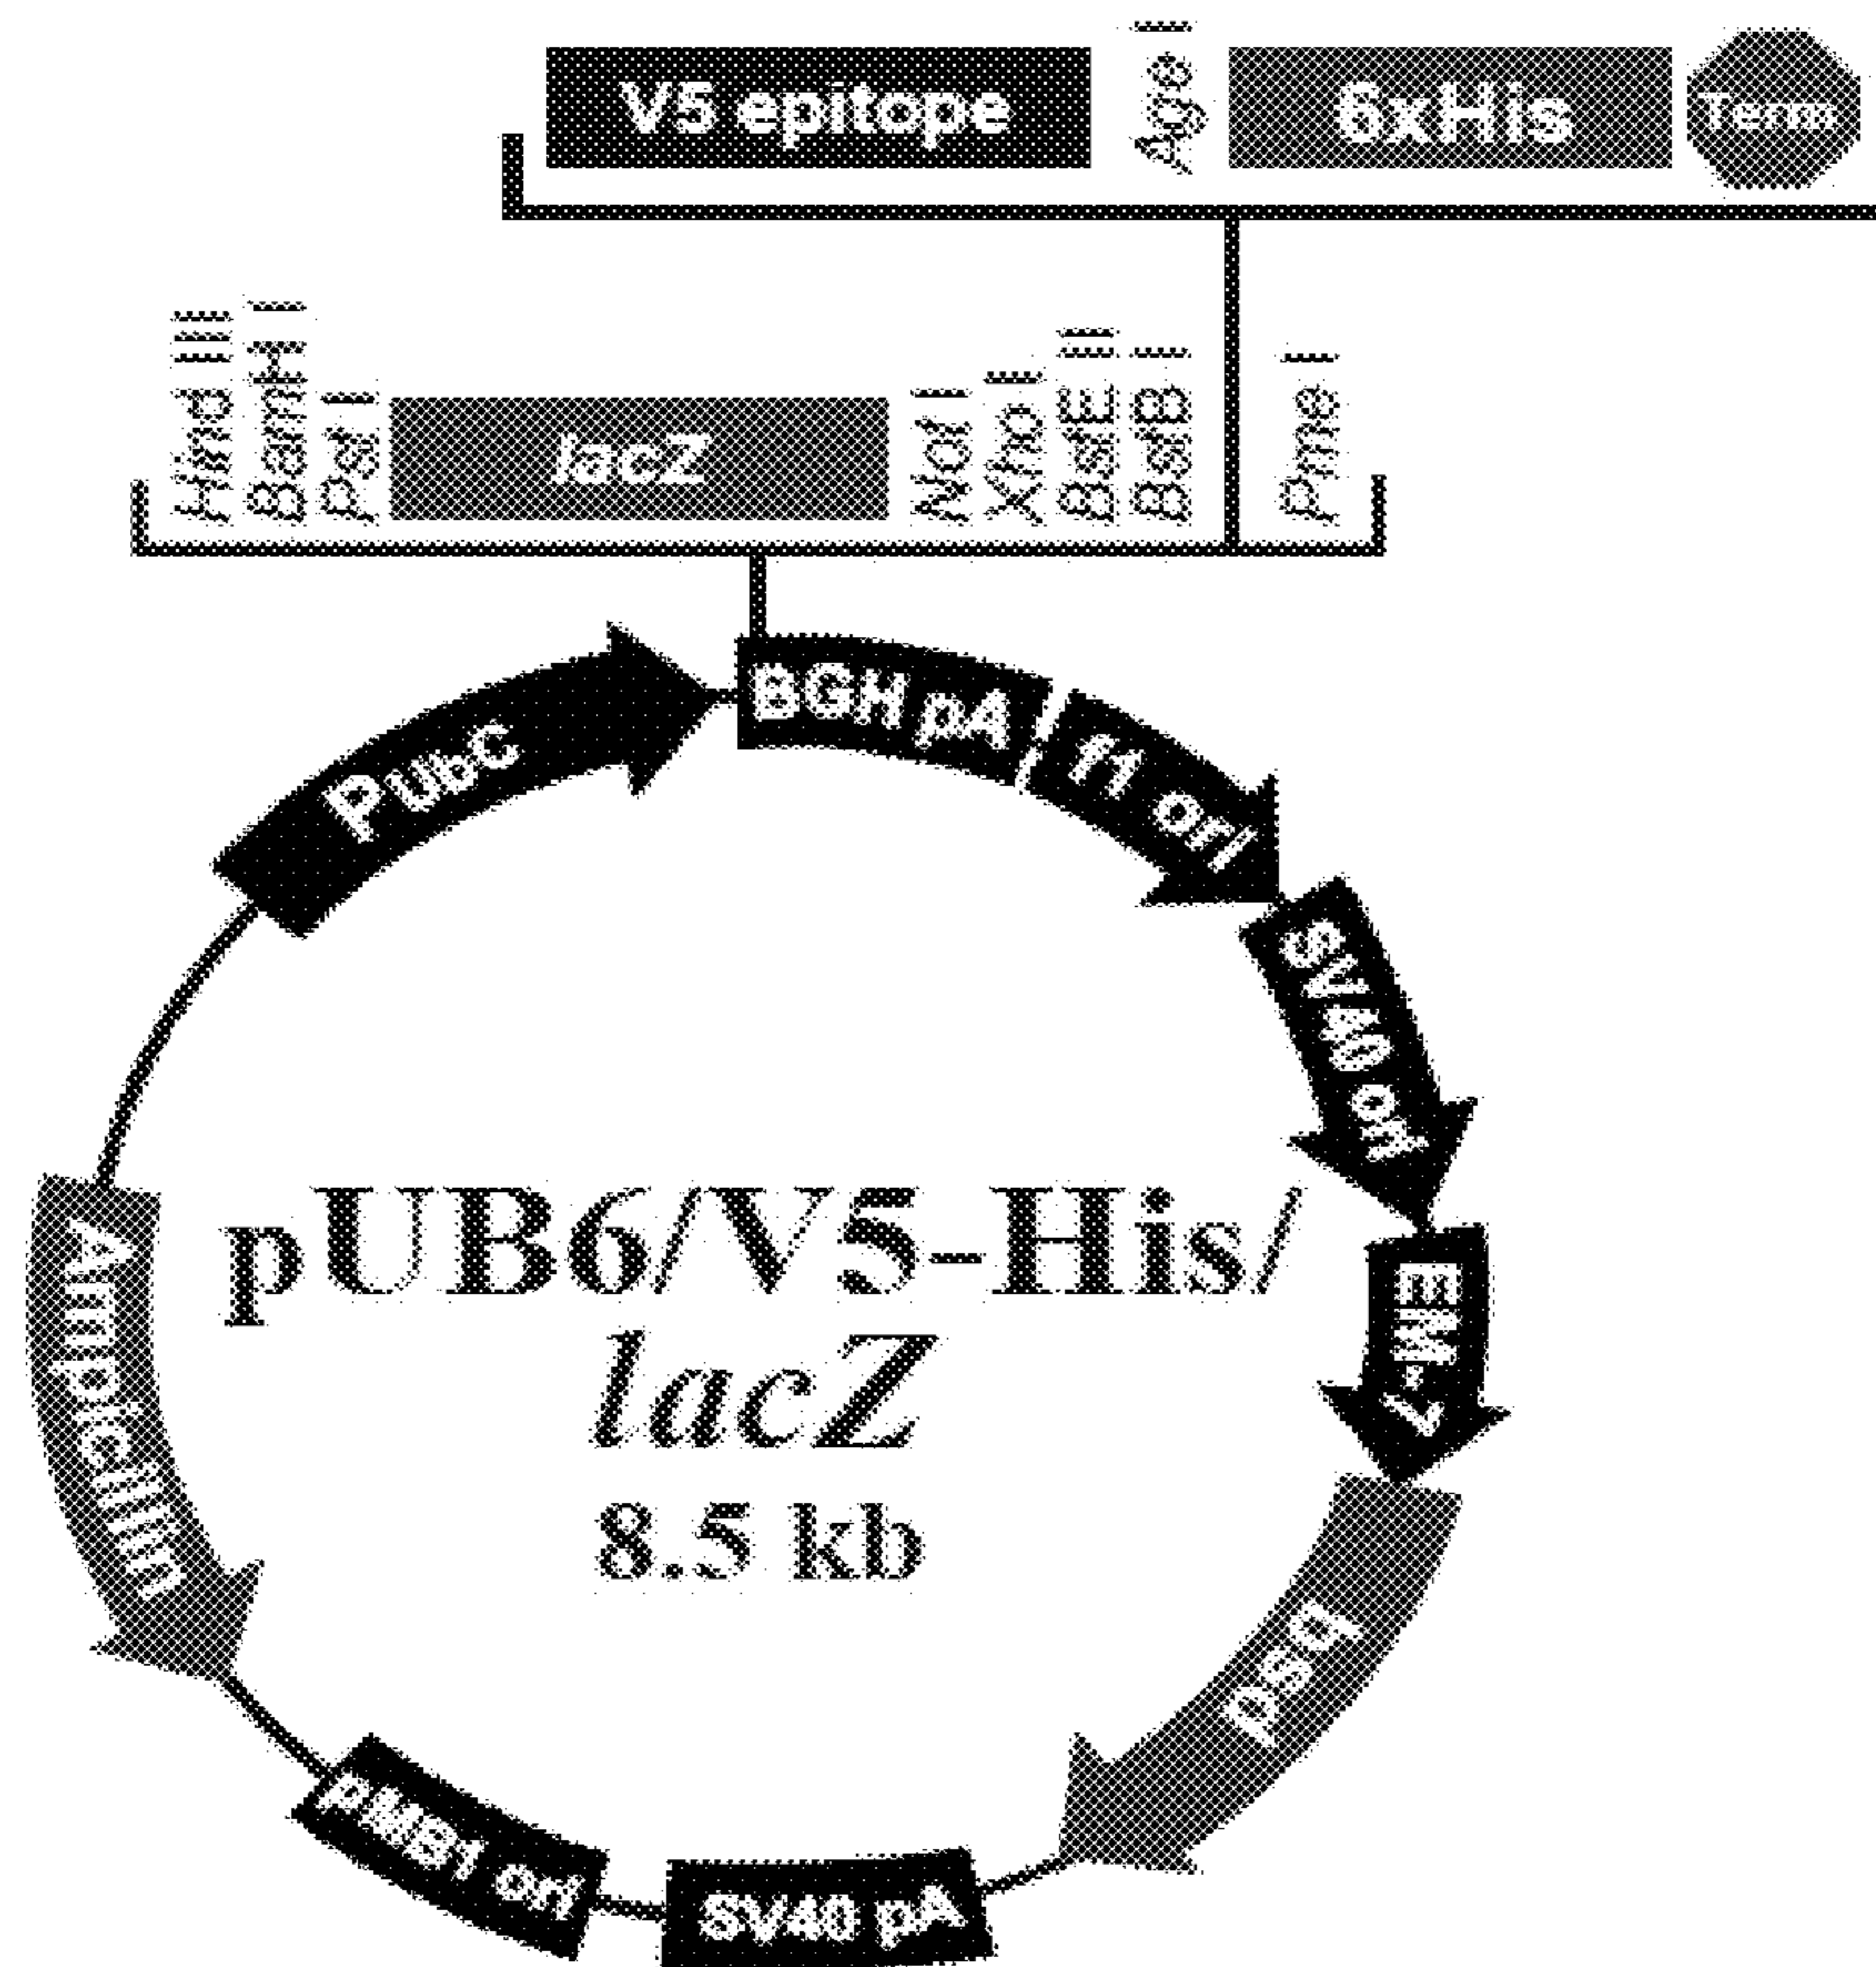 V5 epitope
Age I
6xHis
Term
Hind III
BamH I
Pst I
lacZ
Not I
Xho I
BstE II
BstB I
Pme I
PUbC
BGH pA
f1 ori
SV40 ori
EM-7
bsd
SV40 pA
pMB1 ori
Ampicillin
pUB6/V5-His/
lacZ
8.5 kb